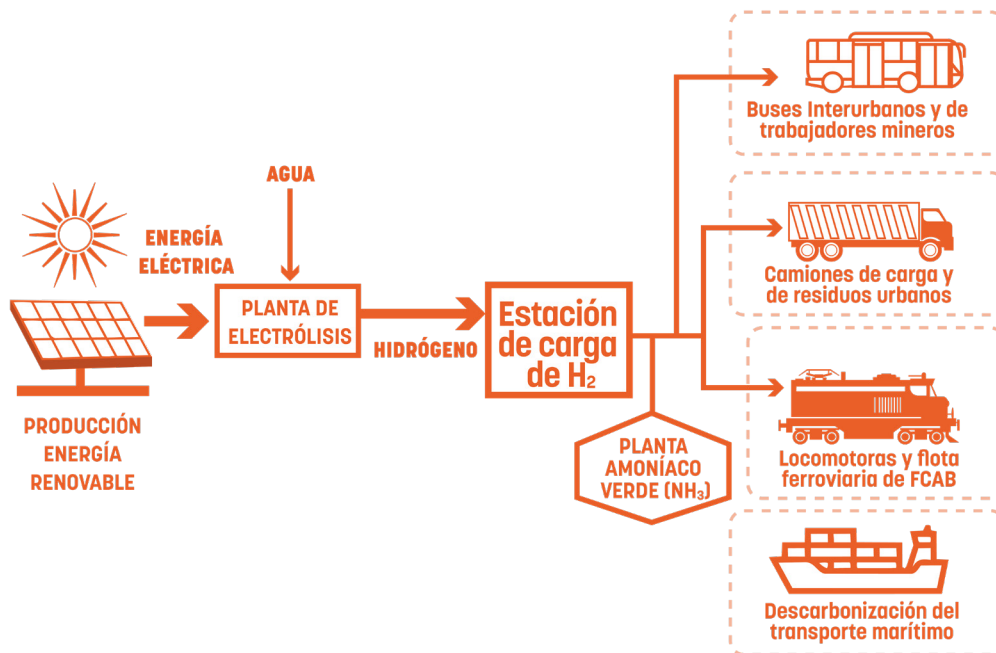 Buses Interurbanos y de
trabajadores mineros
AGUA
ENERGÍA
ELÉCTRICA
PLANTA DE
ELECTRÓLISIS
HIDRÓGENO
Estación
de carga
de H₂
Camiones de carga y
de residuos urbanos
PRODUCCIÓN
ENERGÍA
RENOVABLE
PLANTA
AMONÍACO
VERDE (NH₃)
Locomotoras y flota
ferroviaria de FCAB
Descarbonización del
transporte marítimo